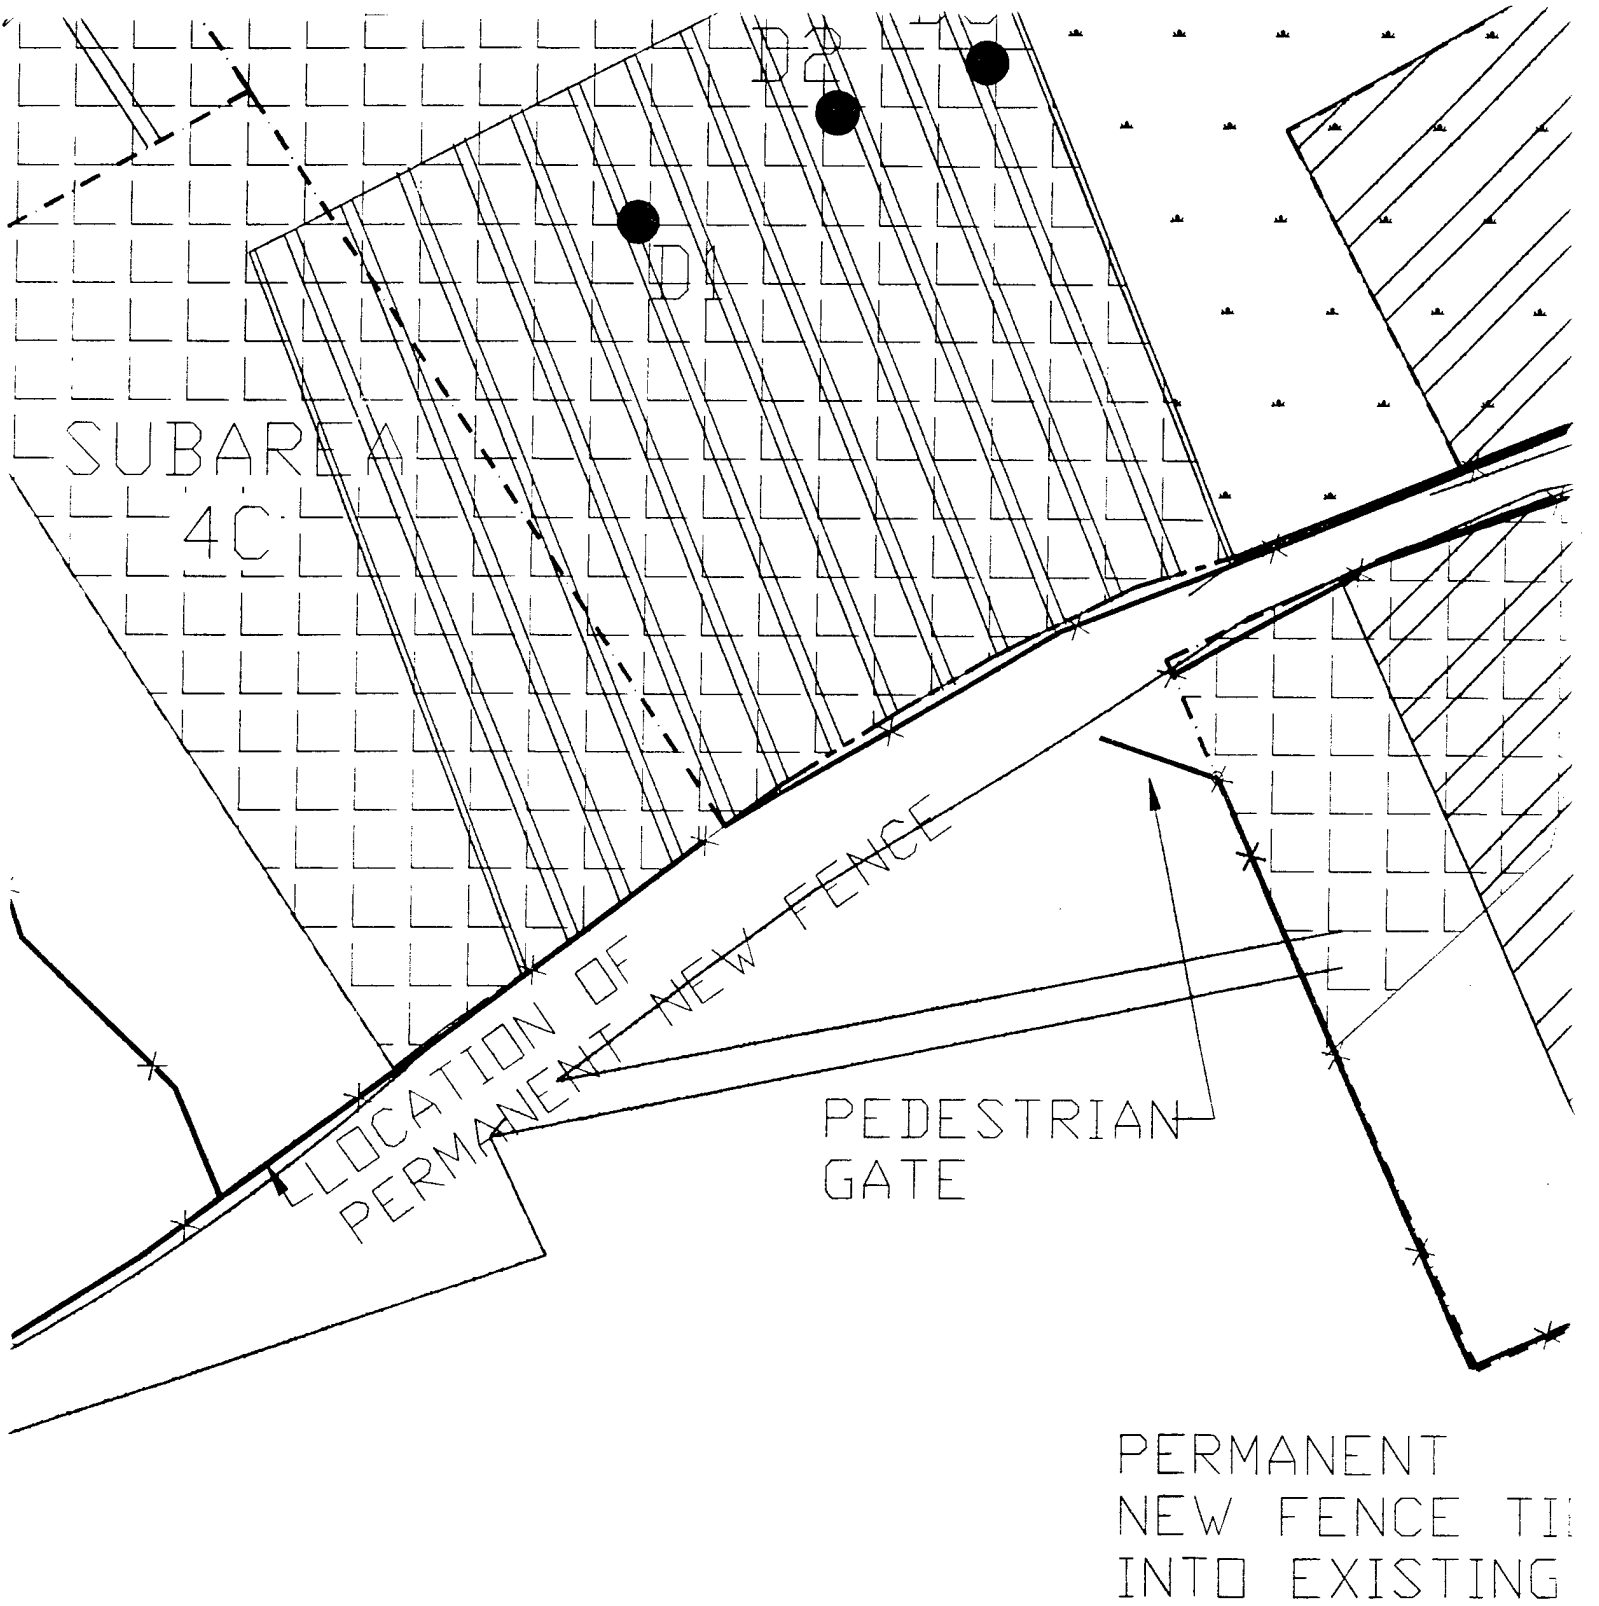 D2
D1
SUBAREA
4C
LOCATION OF
PERMANENT NEW FENCE
PEDESTRIAN
GATE
PERMANENT
NEW FENCE
INTO EXISTING